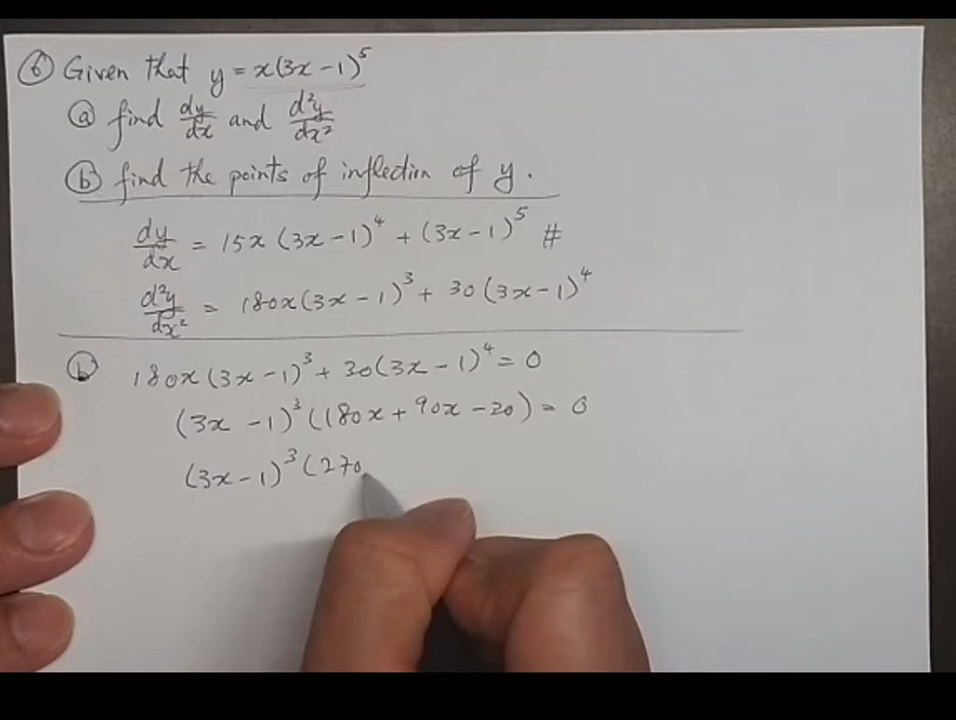 ⑥ Given that y = x(3x − 1)⁵
ⓐ find dy/dx and d²y/dx²
ⓑ find the points of inflection of y.
dy/dx = 15x(3x − 1)⁴ + (3x − 1)⁵ #
d²y/dx² = 180x(3x − 1)³ + 30(3x − 1)⁴
ⓑ 180x(3x − 1)³ + 30(3x − 1)⁴ = 0
(3x − 1)³(180x + 90x − 20) = 0
(3x − 1)³(270